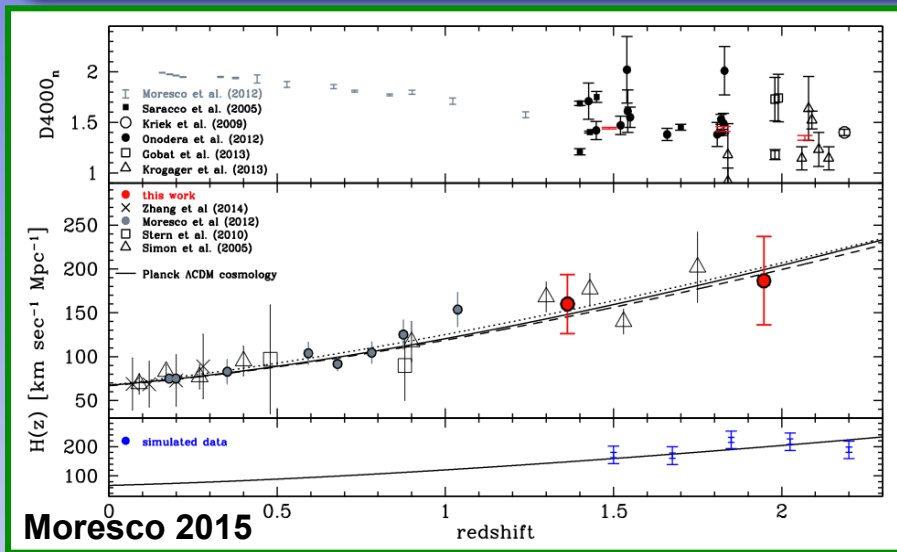 D4000n
2
1.5
1
Moresco et al. (2012)
Saracco et al. (2005)
Kriek et al. (2009)
Onodera et al. (2012)
Gobat et al. (2013)
Krogager et al. (2013)
H(z) [km sec⁻¹ Mpc⁻¹]
250
200
150
100
50
this work
Zhang et al (2014)
Moresco et al (2012)
Stern et al. (2010)
Simon et al. (2005)
Planck ΛCDM cosmology
200
100
simulated data
0
0.5
1
1.5
2
redshift
Moresco 2015